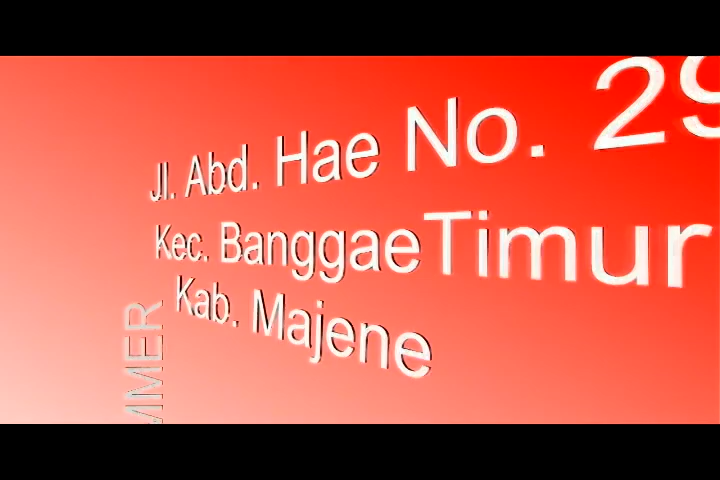 Jl. Abd. Hae No. 29
Kec. Banggae Timur
Kab. Majene
MMER